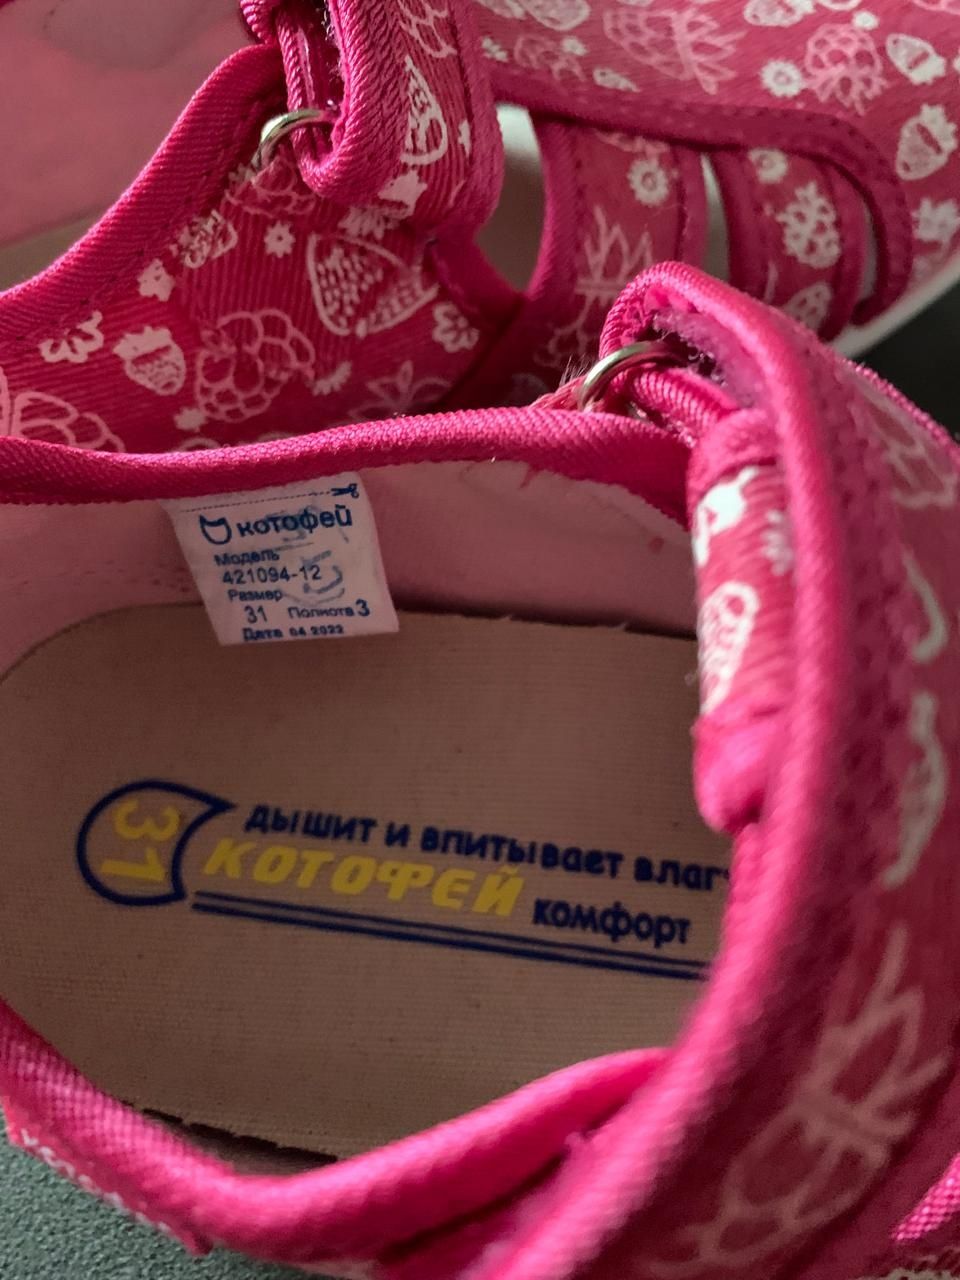 котофей
Модель
421094-12
Размер
31 Полнота 3
Дата 04.2022
31
дышит и впитывает влаг
КОТОФЕЙ
комфорт